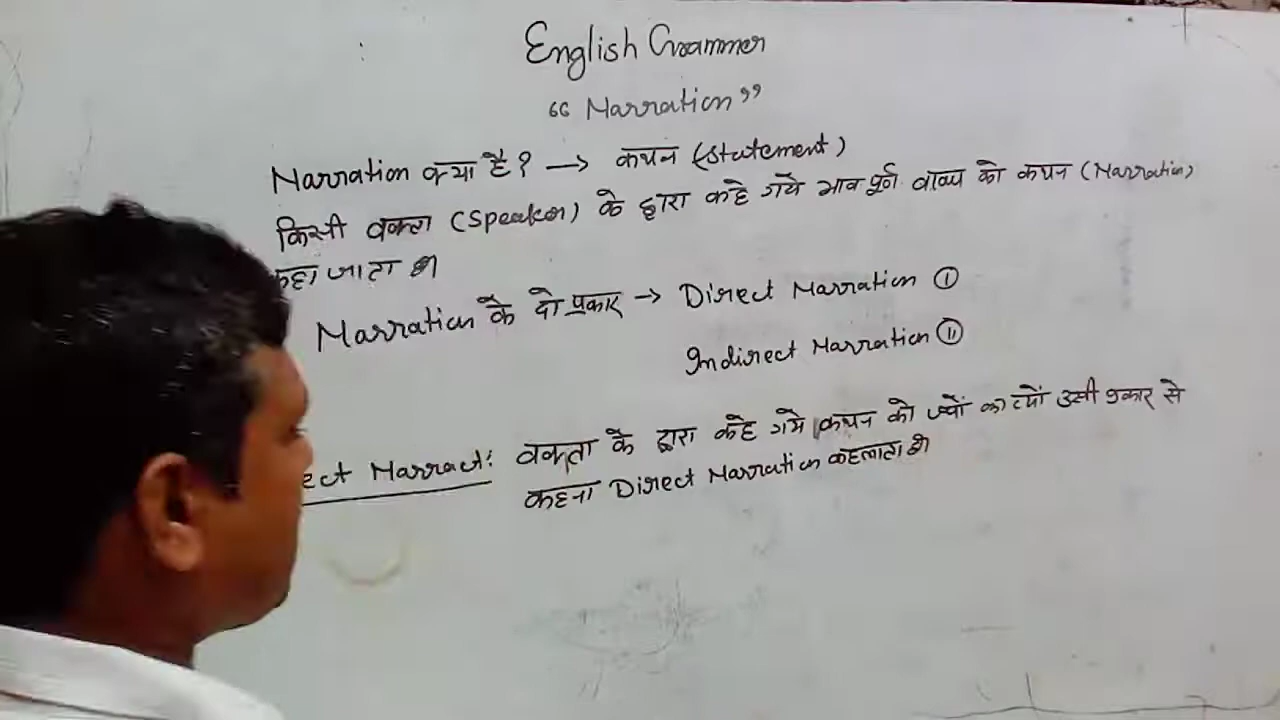 English Grammer
“Narration”
Narration क्या है? → कथन (Statement)
किसी वक्ता (Speaker) के द्वारा कहे गये भाव पूर्ण वाक्य को कथन (Narration)
कहा जाता है।
Narration के दो प्रकार → Direct Narration ①
Indirect Narration ⑪
ect Narract: वक्ता के द्वारा कहे गये कथन को ज्यों का त्यों उसी प्रकार से
कहना Direct Narration कहलाता है।